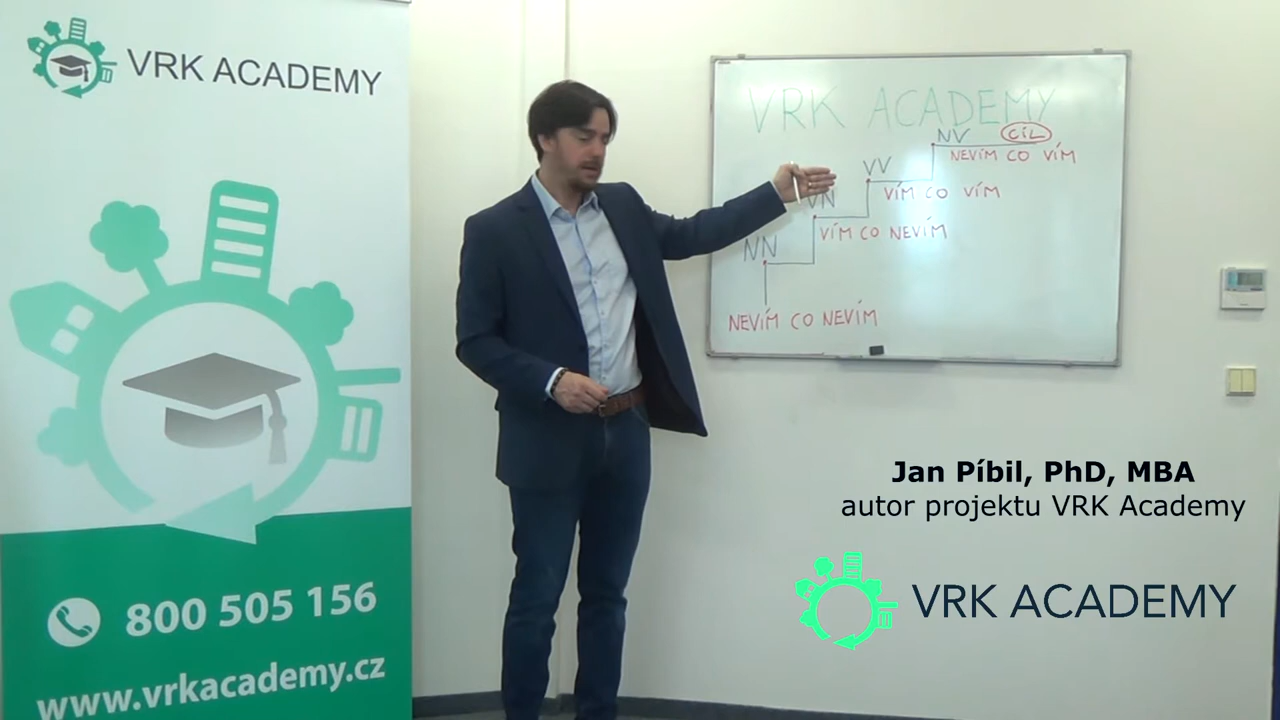 VRK ACADEMY
800 505 156
www.vrkacademy.cz
VRK ACADEMY
NV CÍL
NEVÍM CO VÍM
VV
VÍM CO VÍM
VN
VÍM CO NEVÍM
NN
NEVÍM CO NEVÍM
Jan Píbil, PhD, MBA
autor projektu VRK Academy
VRK ACADEMY